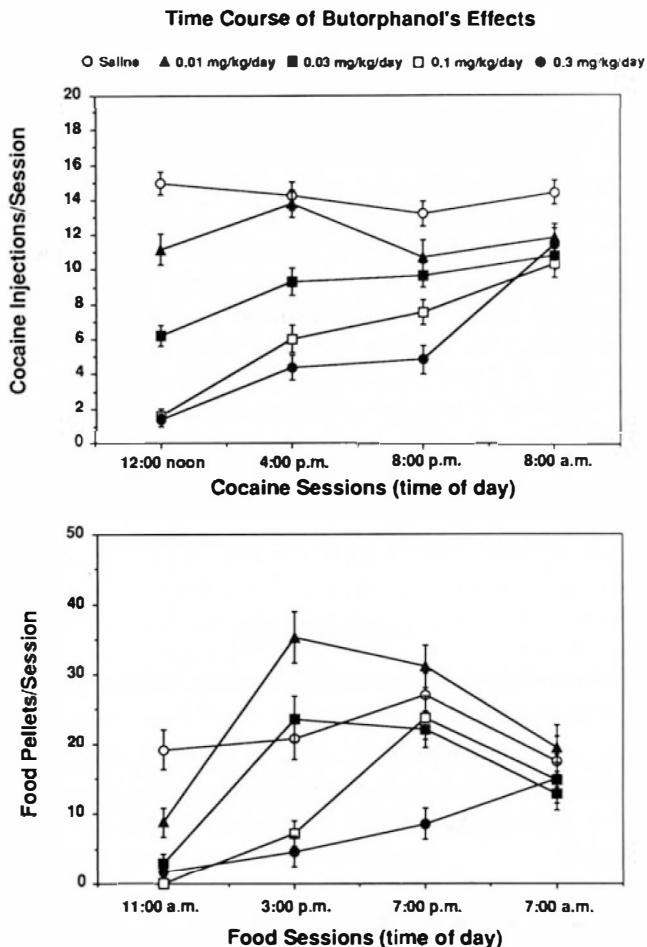 Time Course of Butorphanol's Effects
Saline 0.01 mg/kg/day 0.03 mg/kg/day 0.1 mg/kg/day 0.3 mg/kg/day
20
18
16
14
12
10
8
6
4
2
0
Cocaine Injections/Session
12:00 noon 4:00 p.m. 8:00 p.m. 8:00 a.m.
Cocaine Sessions (time of day)
50
40
30
20
10
0
Food Pellets/Session
11:00 a.m. 3:00 p.m. 7:00 p.m. 7:00 a.m.
Food Sessions (time of day)